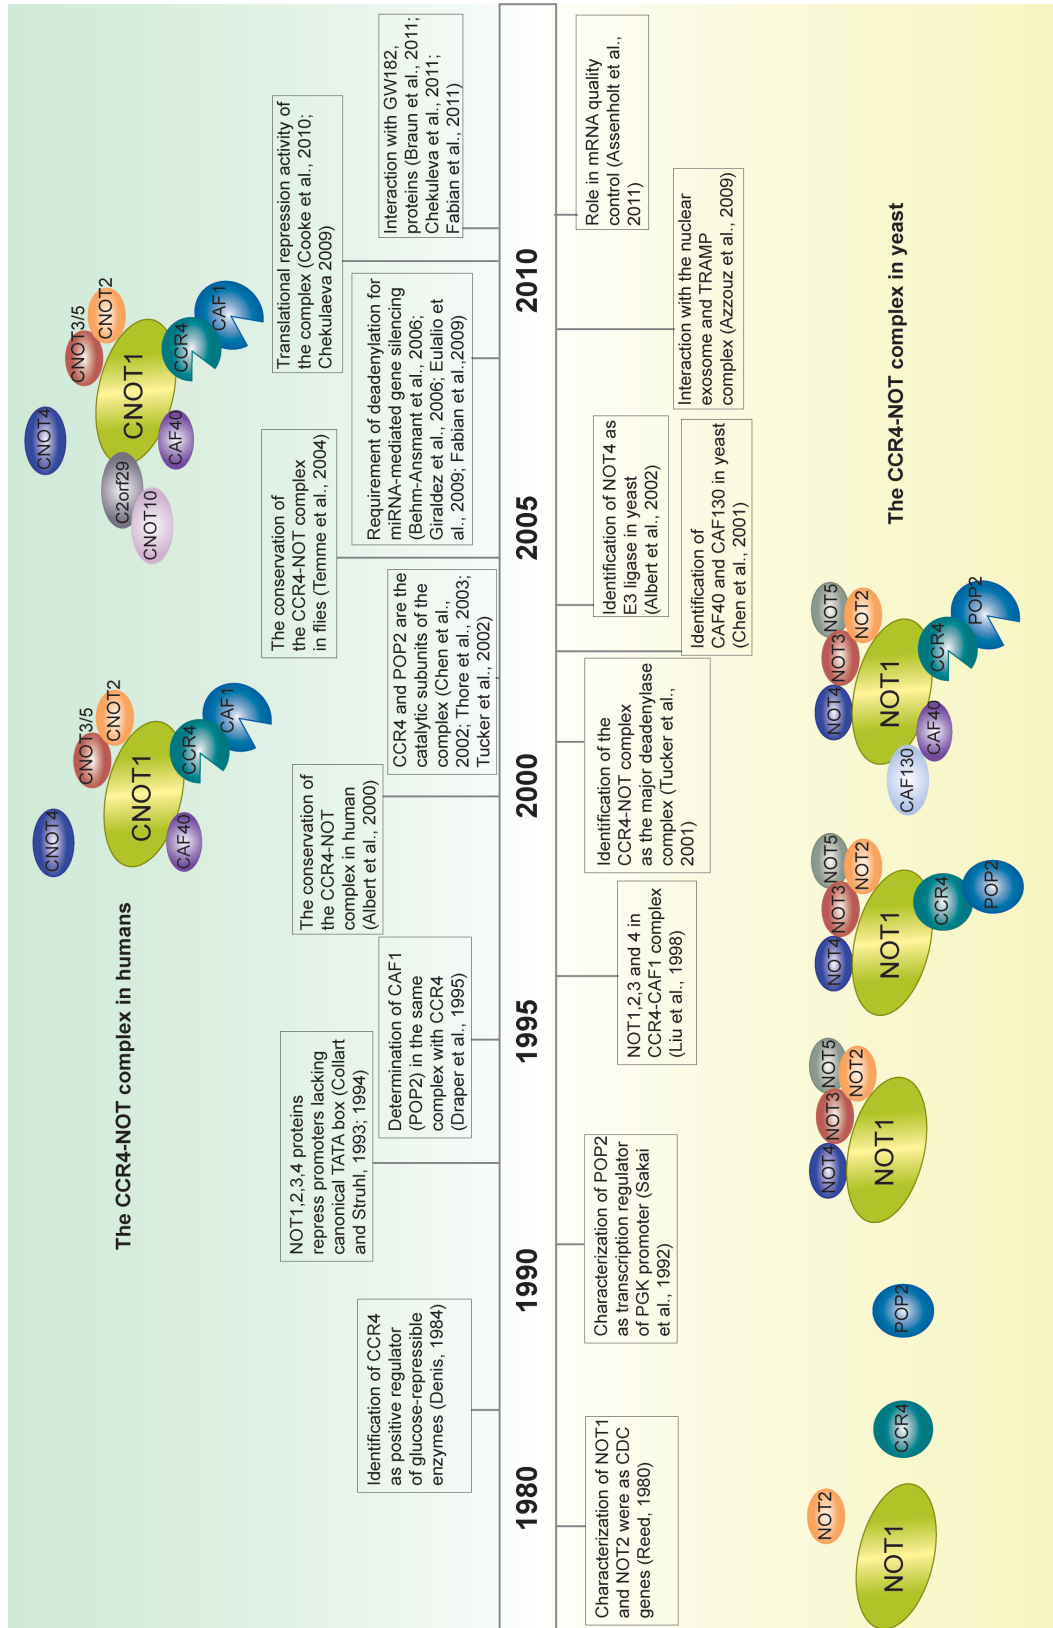 The CCR4-NOT complex in humans
CNOT4
CNOT3/5
CNOT2
CNOT1
CCR4
CAF1
CAF40
CNOT4
CNOT3/5
CNOT2
CNOT1
CCR4
CAF1
CAF40
C2orf29
CNOT10
Identification of CCR4
as positive regulator
of glucose-repressible
enzymes (Denis, 1984)
NOT1,2,3,4 proteins
repress promoters lacking
canonical TATA box (Collart
and Struhl, 1993; 1994)
Determination of CAF1
(POP2) in the same
complex with CCR4
(Draper et al., 1995)
The conservation of
the CCR4-NOT
complex in human
(Albert et al., 2000)
CCR4 and POP2 are the
catalytic subunits of the
complex (Chen et al.,
2002; Thore et al., 2003;
Tucker et al., 2002)
The conservation of
the CCR4-NOT complex
in flies (Temme et al., 2004)
Requirement of deadenylation for
miRNA-mediated gene silencing
(Behm-Ansmant et al., 2006;
Giraldez et al., 2006; Eulalio et
al., 2009; Fabian et al.,2009)
Translational repression activity of
the complex (Cooke et al., 2010;
Chekulaeva 2009)
Interaction with GW182,
proteins (Braun et al., 2011;
Chekuleva et al., 2011;
Fabian et al., 2011)
1980
1990
1995
2000
2005
2010
Characterization of NOT1
and NOT2 were as CDC
genes (Reed, 1980)
Characterization of POP2
as transcription regulator
of PGK promoter (Sakai
et al., 1992)
NOT1,2,3 and 4 in
CCR4-CAF1 complex
(Liu et al., 1998)
Identification of the
CCR4-NOT complex
as the major deadenylase
complex (Tucker et al.,
2001)
Identification of NOT4 as
E3 ligase in yeast
(Albert et al., 2002)
Identification of
CAF40 and CAF130 in yeast
(Chen et al., 2001)
Interaction with the nuclear
exosome and TRAMP
complex (Azzouz et al., 2009)
Role in mRNA quality
control (Assenholt et al.,
2011)
NOT2
NOT1
CCR4
POP2
NOT4
NOT3
NOT5
NOT2
NOT1
NOT4
NOT3
NOT5
NOT2
NOT1
CCR4
POP2
NOT4
NOT3
NOT5
NOT2
NOT1
CCR4
POP2
CAF40
CAF130
The CCR4-NOT complex in yeast